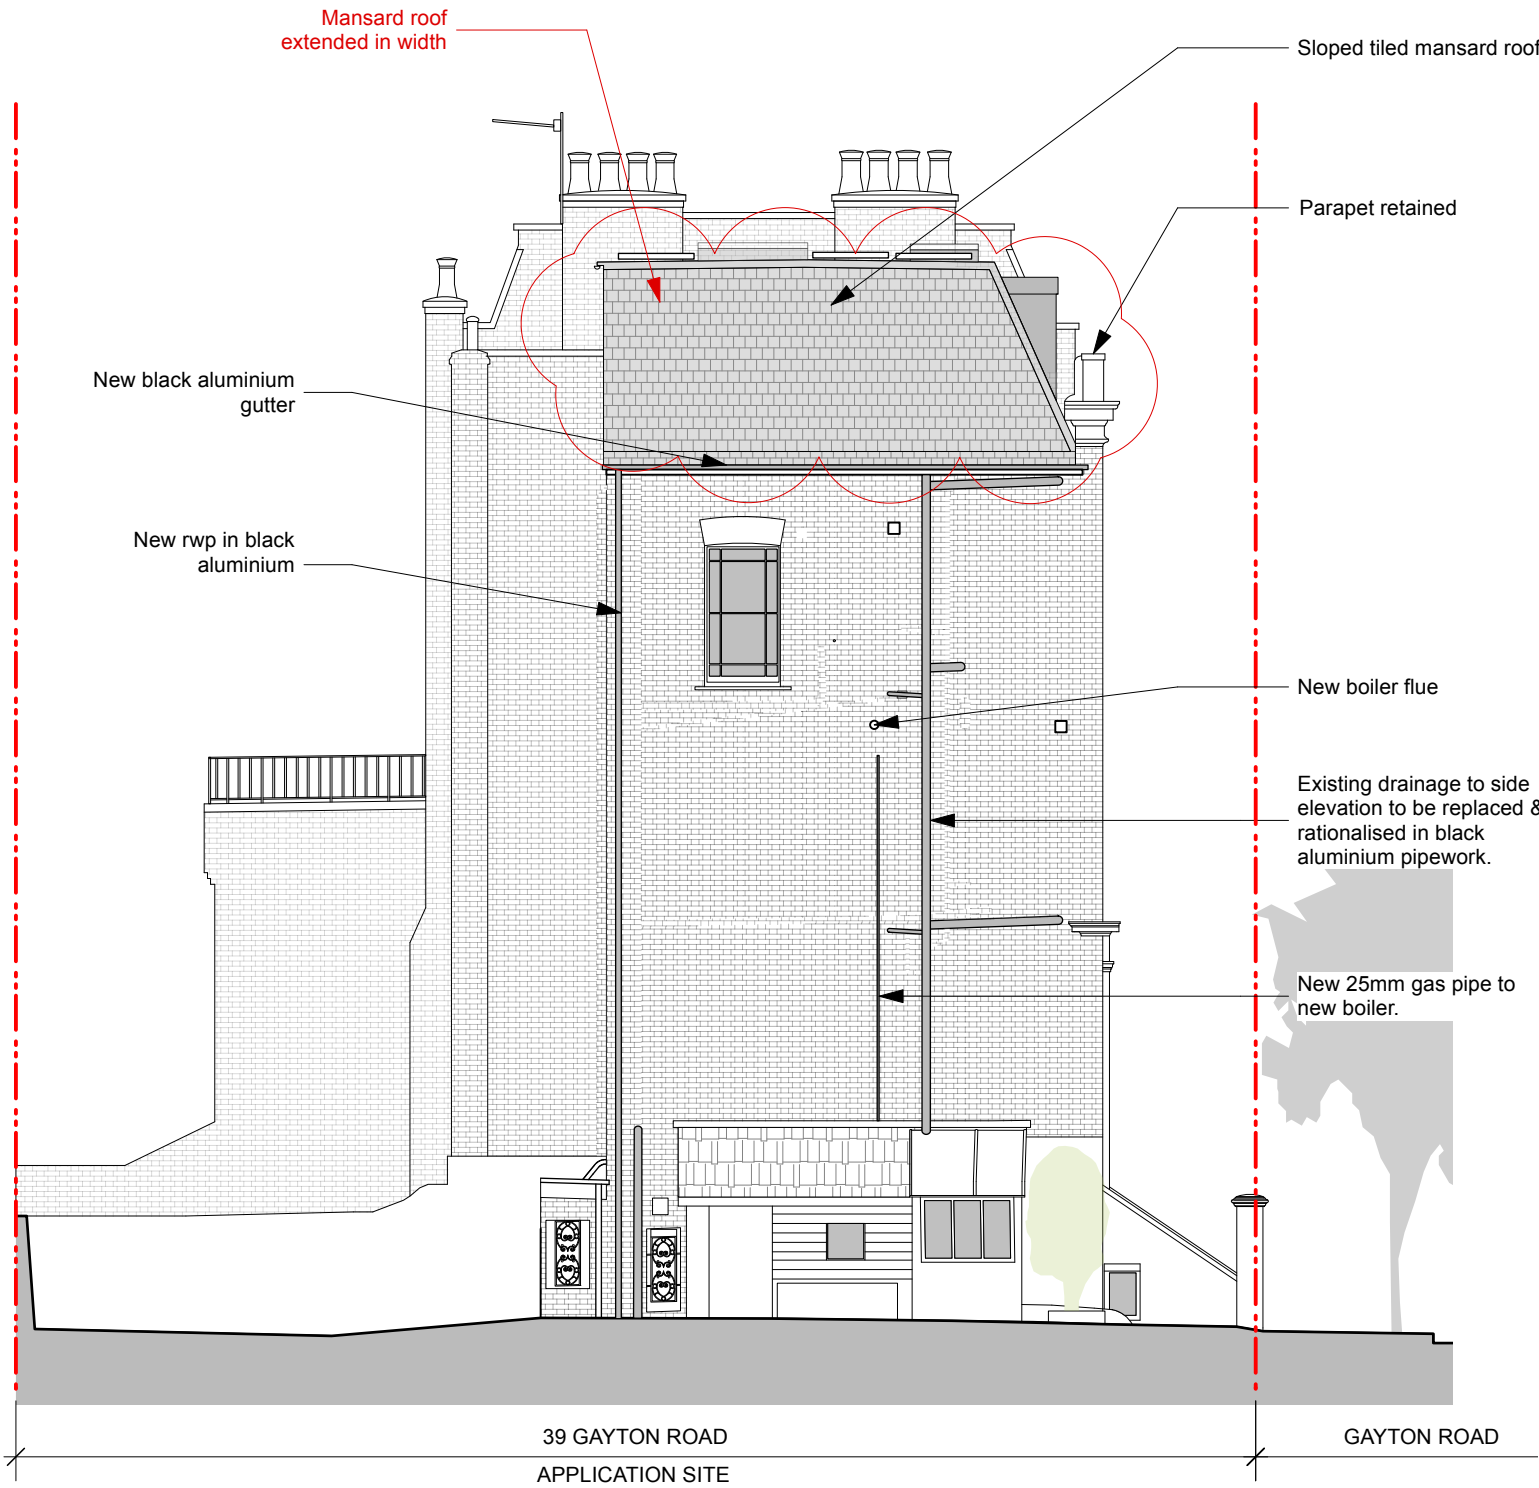 Mansard roof
extended in width
Sloped tiled mansard roof
Parapet retained
New black aluminium
gutter
New rwp in black
aluminium
New boiler flue
Existing drainage to side
elevation to be replaced &
rationalised in black
aluminium pipework.
New 25mm gas pipe to
new boiler.
39 GAYTON ROAD
GAYTON ROAD
APPLICATION SITE